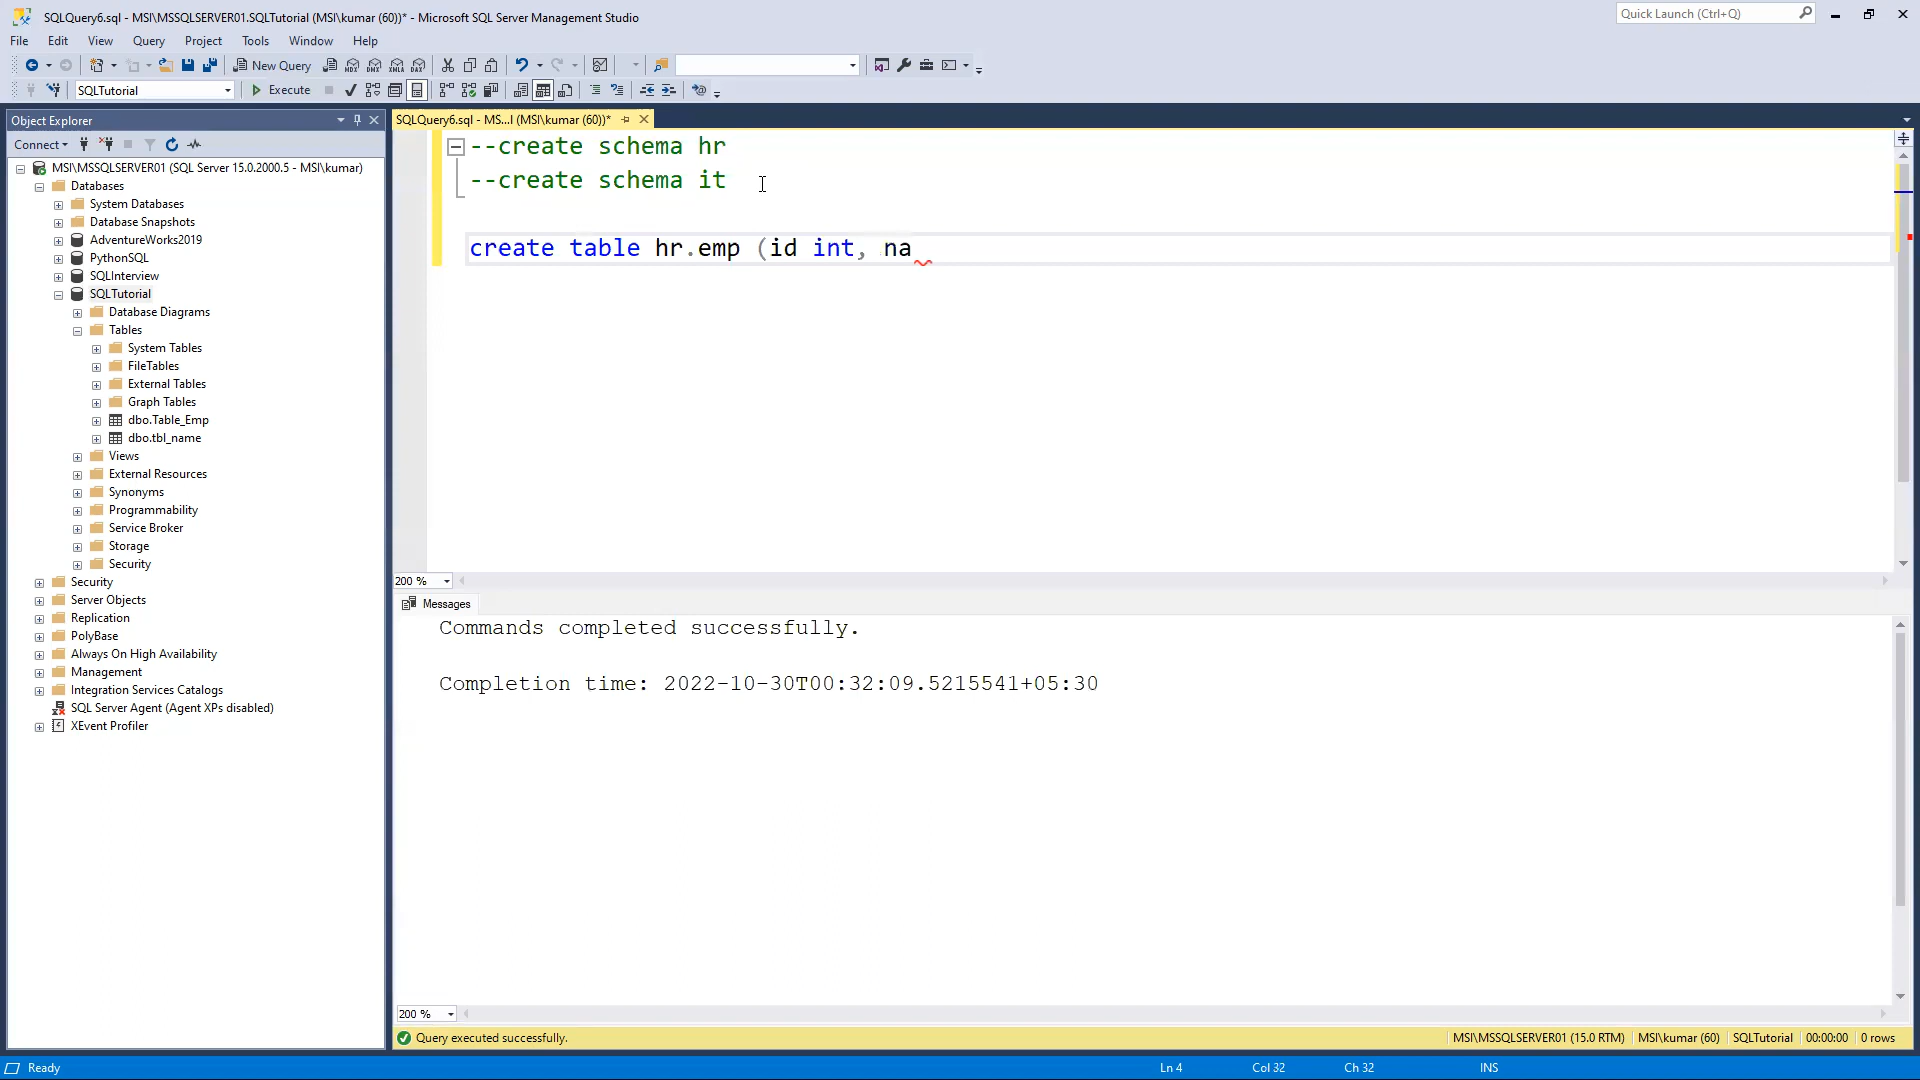 SQLQuery6.sql - MSI\MSSQLSERVER01.SQLTutorial (MSI\kumar (60))* - Microsoft SQL Server Management Studio
Quick Launch (Ctrl+Q)
File Edit View Query Project Tools Window Help
New Query
MDX DMX XMLA DAX
SQLTutorial
Execute
Object Explorer
SQLQuery6.sql - MS...l (MSI\kumar (60))*
Connect
MSI\MSSQLSERVER01 (SQL Server 15.0.2000.5 - MSI\kumar)
Databases
System Databases
Database Snapshots
AdventureWorks2019
PythonSQL
SQLInterview
SQLTutorial
Database Diagrams
Tables
System Tables
FileTables
External Tables
Graph Tables
dbo.Table_Emp
dbo.tbl_name
Views
External Resources
Synonyms
Programmability
Service Broker
Storage
Security
Security
Server Objects
Replication
PolyBase
Always On High Availability
Management
Integration Services Catalogs
SQL Server Agent (Agent XPs disabled)
XEvent Profiler
--create schema hr
--create schema it
create table hr.emp (id int, na
200 %
Messages
Commands completed successfully.
Completion time: 2022-10-30T00:32:09.5215541+05:30
200 %
Query executed successfully.
MSI\MSSQLSERVER01 (15.0 RTM) MSI\kumar (60) SQLTutorial 00:00:00 0 rows
Ready
Ln 4 Col 32 Ch 32 INS